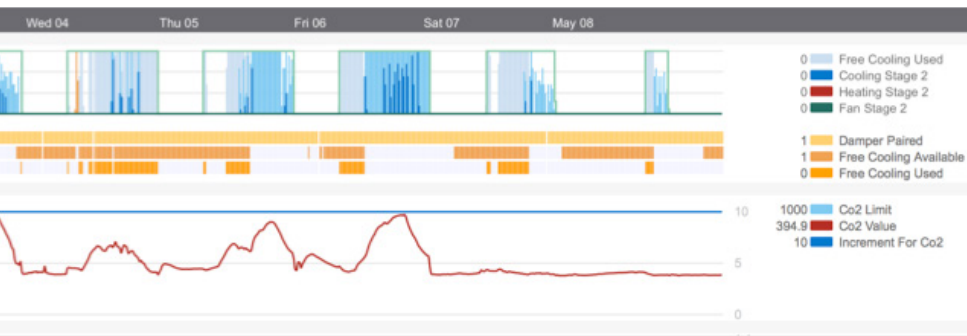 Wed 04 Thu 05 Fri 06 Sat 07 May 08
0 Free Cooling Used
0 Cooling Stage 2
0 Heating Stage 2
0 Fan Stage 2
1 Damper Paired
1 Free Cooling Available
0 Free Cooling Used
10 1000 Co2 Limit
394.9 Co2 Value
10 Increment For Co2
5
0